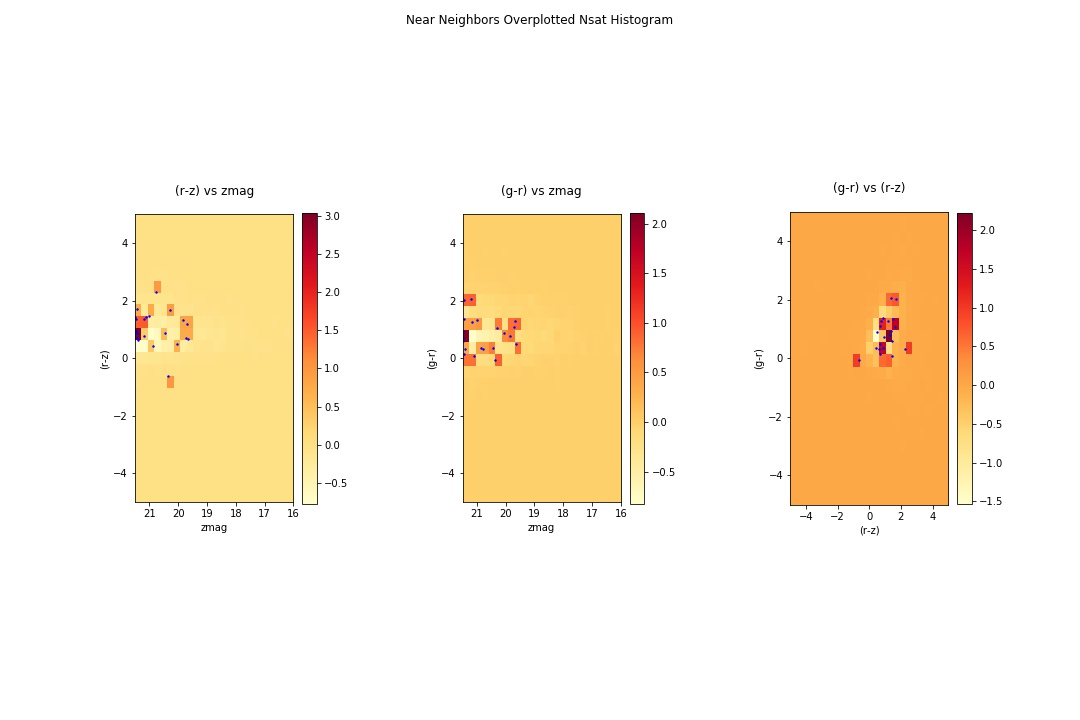 Near Neighbors Overplotted Nsat Histogram
(r-z) vs zmag
(g-r) vs zmag
(g-r) vs (r-z)
4
2
0
−2
−4
(r-z)
21 20 19 18 17 16
zmag
3.0
2.5
2.0
1.5
1.0
0.5
0.0
−0.5
4
2
0
−2
−4
(g-r)
21 20 19 18 17 16
zmag
2.0
1.5
1.0
0.5
0.0
−0.5
4
2
0
−2
−4
(g-r)
−4 −2 0 2 4
(r-z)
2.0
1.5
1.0
0.5
0.0
−0.5
−1.0
−1.5